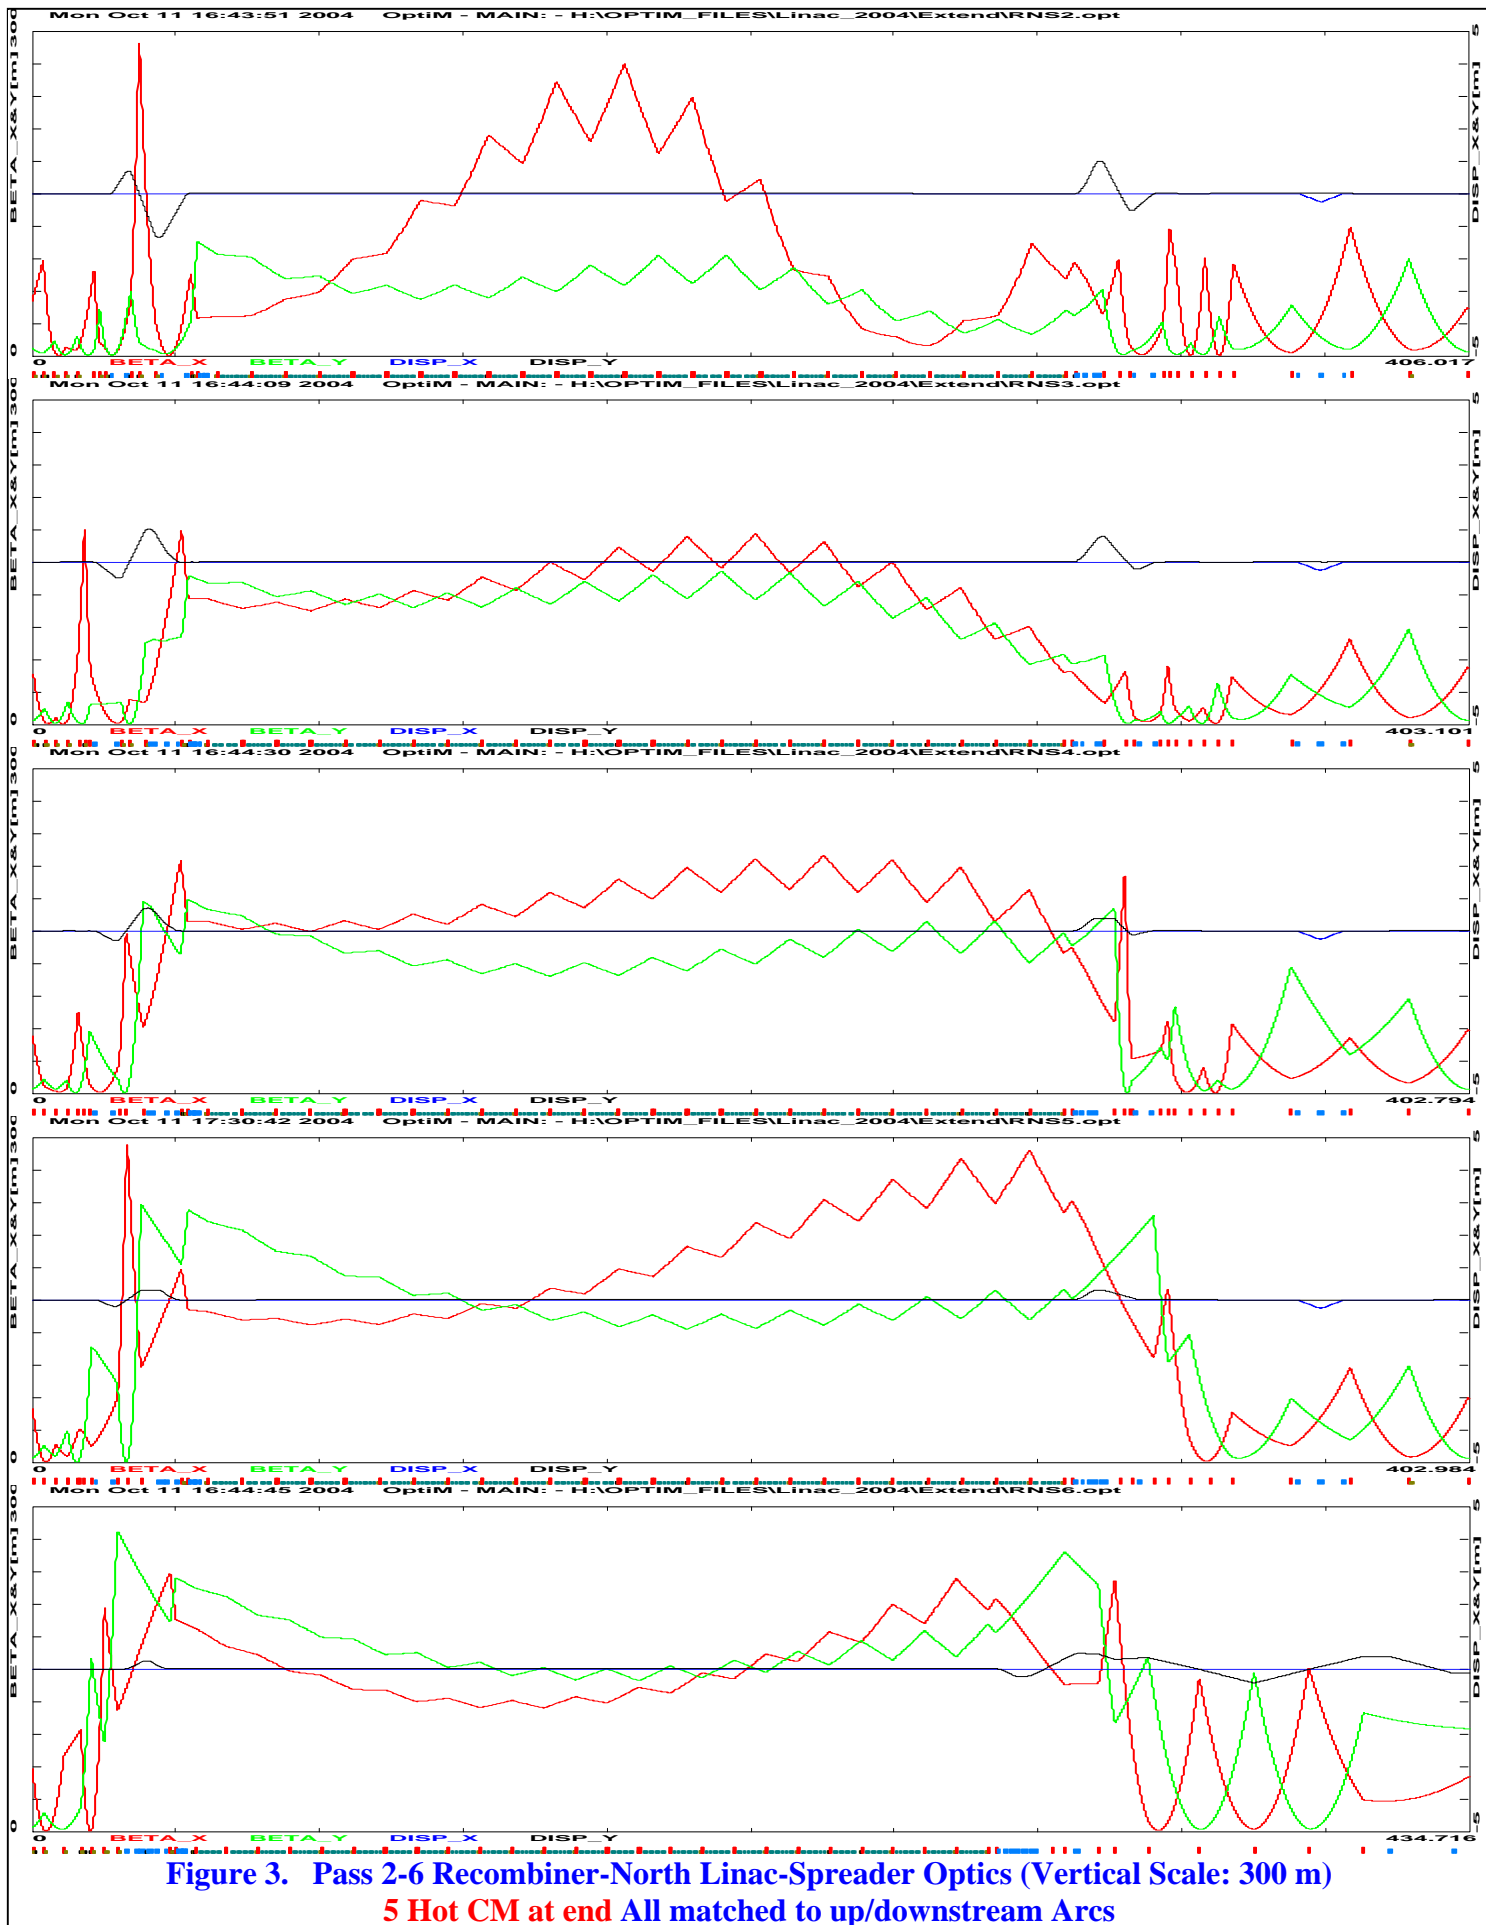 Mon Oct 11 16:43:51 2004 OptiM - MAIN: - H:\OPTIM_FILES\Linac_2004\Extend\RNS2.opt
BETA_X&Y[m] 300
0
5
DISP_X&Y[m]
-5
0 BETA_X BETA_Y DISP_X DISP_Y 406.017
Mon Oct 11 16:44:09 2004 OptiM - MAIN: - H:\OPTIM_FILES\Linac_2004\Extend\RNS3.opt
BETA_X&Y[m] 300
0
5
DISP_X&Y[m]
-5
0 BETA_X BETA_Y DISP_X DISP_Y 403.101
Mon Oct 11 16:44:30 2004 OptiM - MAIN: - H:\OPTIM_FILES\Linac_2004\Extend\RNS4.opt
BETA_X&Y[m] 300
0
5
DISP_X&Y[m]
-5
0 BETA_X BETA_Y DISP_X DISP_Y 402.794
Mon Oct 11 17:30:42 2004 OptiM - MAIN: - H:\OPTIM_FILES\Linac_2004\Extend\RNS5.opt
BETA_X&Y[m] 300
0
5
DISP_X&Y[m]
-5
0 BETA_X BETA_Y DISP_X DISP_Y 402.984
Mon Oct 11 16:44:45 2004 OptiM - MAIN: - H:\OPTIM_FILES\Linac_2004\Extend\RNS6.opt
BETA_X&Y[m] 300
0
5
DISP_X&Y[m]
-5
0 BETA_X BETA_Y DISP_X DISP_Y 434.716
Figure 3. Pass 2-6 Recombiner-North Linac-Spreader Optics (Vertical Scale: 300 m)
5 Hot CM at end All matched to up/downstream Arcs